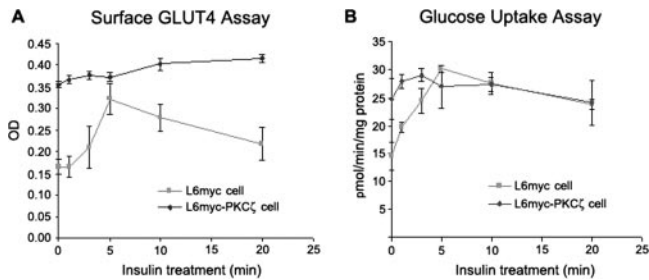 A
Surface GLUT4 Assay
0.45
0.40
0.35
0.30
0.25
0.20
0.15
0.10
0.05
0.00
OD
L6myc cell
L6myc-PKCζ cell
0 5 10 15 20 25
Insulin treatment (min)
B
Glucose Uptake Assay
35
30
25
20
15
10
5
pmol/min/mg protein
L6myc cell
L6myc-PKCζ cell
0 5 10 15 20 25
Insulin treatment (min)